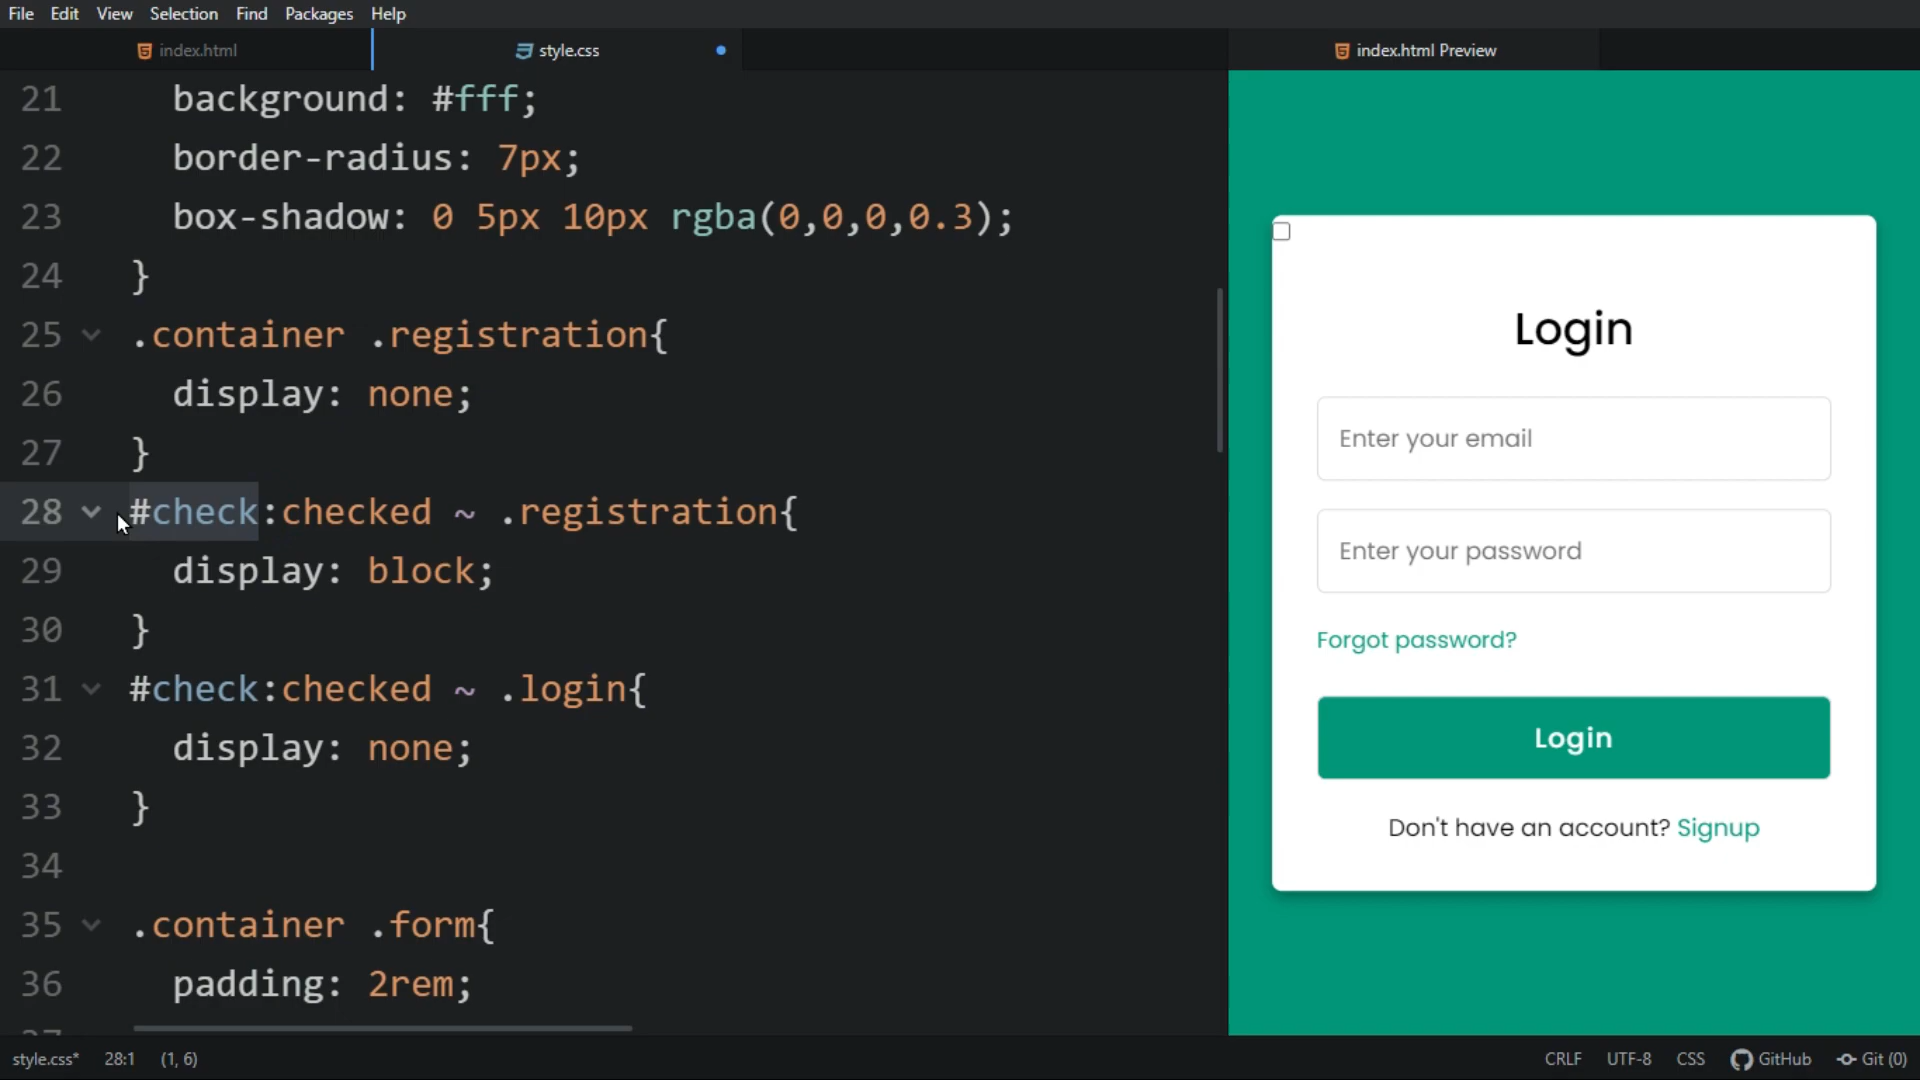 File Edit View Selection Find Packages Help
index.html style.css index.html Preview
21 background: #fff;
22 border-radius: 7px;
23 box-shadow: 0 5px 10px rgba(0,0,0,0.3);
24 }
25 .container .registration{
26 display: none;
27 }
28 #check:checked ~ .registration{
29 display: block;
30 }
31 #check:checked ~ .login{
32 display: none;
33 }
34
35 .container .form{
36 padding: 2rem;
37
Login
Enter your email
Enter your password
Forgot password?
Login
Don't have an account? Signup
style.css* 28:1 (1, 6) CRLF UTF-8 CSS GitHub Git (0)